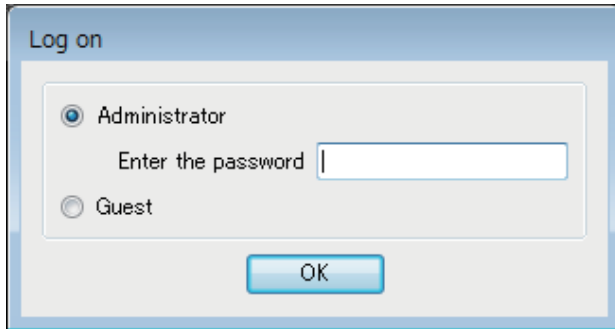 Log on
Administrator
Enter the password
Guest
OK